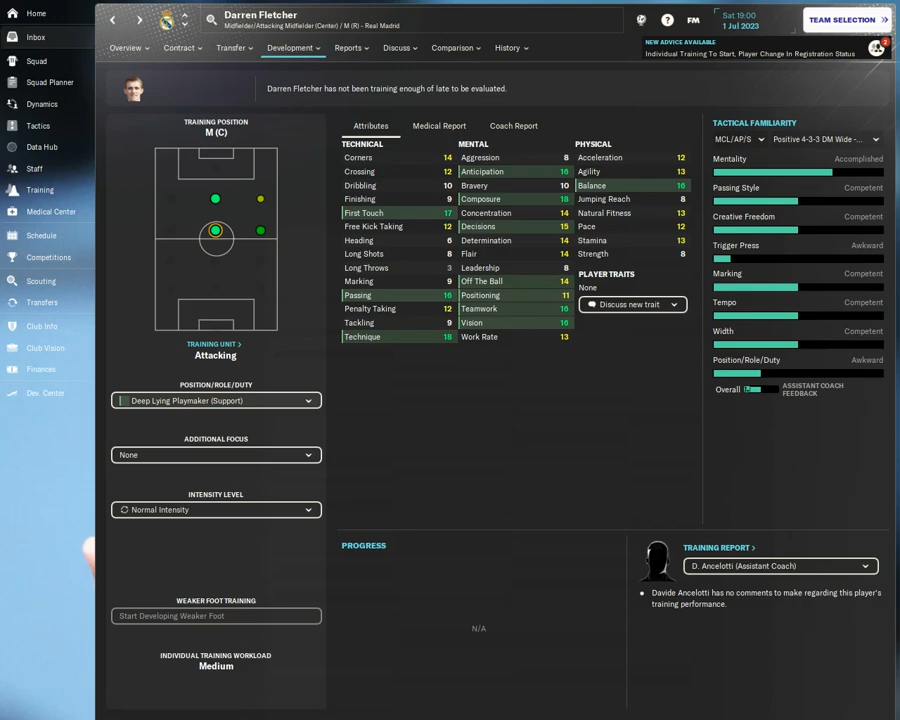 Home
Inbox
Squad
Squad Planner
Dynamics
Tactics
Data Hub
Staff
Training
Medical Center
Schedule
Competitions
Scouting
Transfers
Club Info
Club Vision
Finances
Dev. Center
Darren Fletcher
Midfielder/Attacking Midfielder (Center) / M (R) - Real Madrid
?
FM
Sat 19:00
1 Jul 2023
TEAM SELECTION
Overview
Contract
Transfer
Development
Reports
Discuss
Comparison
History
NEW ADVICE AVAILABLE
Individual Training To Start, Player Change In Registration Status
2
Darren Fletcher has not been training enough of late to be evaluated.
TRAINING POSITION
M (C)
TRAINING UNIT >
Attacking
POSITION/ROLE/DUTY
Deep Lying Playmaker (Support)
ADDITIONAL FOCUS
None
INTENSITY LEVEL
Normal Intensity
WEAKER FOOT TRAINING
Start Developing Weaker Foot
INDIVIDUAL TRAINING WORKLOAD
Medium
Attributes
Medical Report
Coach Report
TECHNICAL
Corners 14
Crossing 12
Dribbling 10
Finishing 9
First Touch 17
Free Kick Taking 12
Heading 6
Long Shots 8
Long Throws 3
Marking 9
Passing 16
Penalty Taking 12
Tackling 9
Technique 18
MENTAL
Aggression 8
Anticipation 16
Bravery 10
Composure 18
Concentration 14
Decisions 15
Determination 14
Flair 14
Leadership 8
Off The Ball 14
Positioning 11
Teamwork 16
Vision 16
Work Rate 13
PHYSICAL
Acceleration 12
Agility 13
Balance 16
Jumping Reach 8
Natural Fitness 13
Pace 12
Stamina 13
Strength 8
PLAYER TRAITS
None
Discuss new trait
TACTICAL FAMILIARITY
MCL/AP/S
Positive 4-3-3 DM Wide -...
Mentality Accomplished
Passing Style Competent
Creative Freedom Competent
Trigger Press Awkward
Marking Competent
Tempo Competent
Width Competent
Position/Role/Duty Awkward
Overall
ASSISTANT COACH
FEEDBACK
PROGRESS
N/A
TRAINING REPORT >
D. Ancelotti (Assistant Coach)
Davide Ancelotti has no comments to make regarding this player's
training performance.